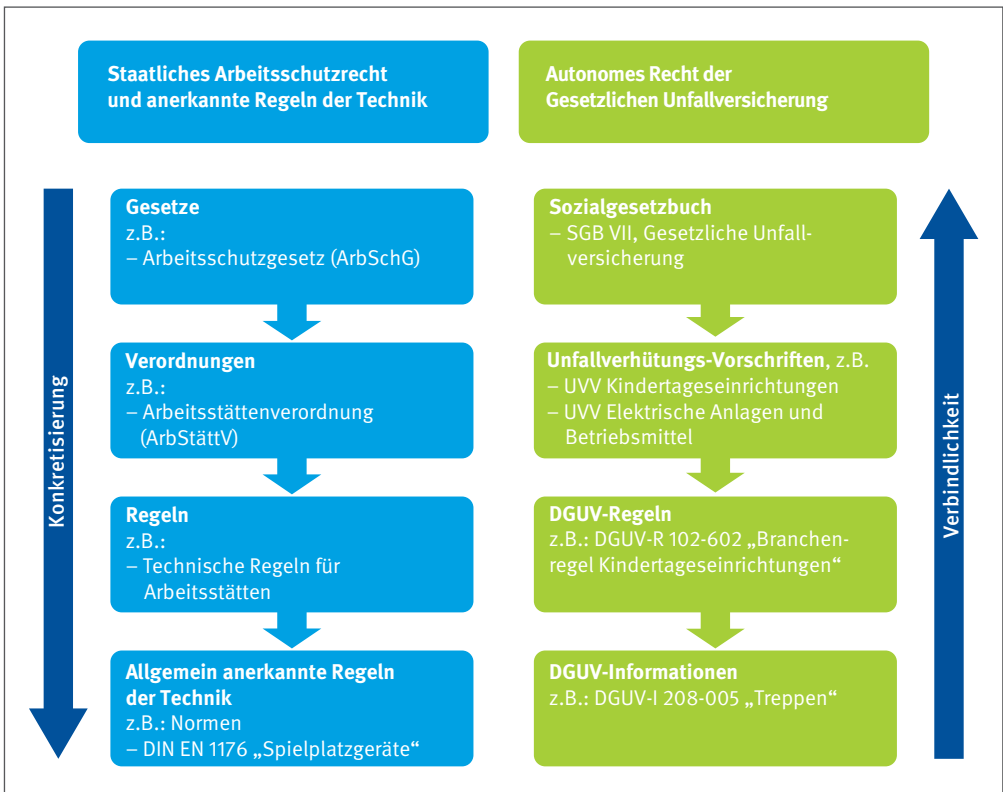 Staatliches Arbeitsschutzrecht
und anerkannte Regeln der Technik
Autonomes Recht der
Gesetzlichen Unfallversicherung
Konkretisierung
Gesetze
z.B.:
– Arbeitsschutzgesetz (ArbSchG)
Verordnungen
z.B.:
– Arbeitsstättenverordnung
(ArbStättV)
Regeln
z.B.:
– Technische Regeln für
Arbeitsstätten
Allgemein anerkannte Regeln
der Technik
z.B.: Normen
– DIN EN 1176 „Spielplatzgeräte“
Sozialgesetzbuch
– SGB VII, Gesetzliche Unfall-
versicherung
Unfallverhütungs-Vorschriften, z.B.
– UVV Kindertageseinrichtungen
– UVV Elektrische Anlagen und
Betriebsmittel
DGUV-Regeln
z.B.: DGUV-R 102-602 „Branchen-
regel Kindertageseinrichtungen“
DGUV-Informationen
z.B.: DGUV-I 208-005 „Treppen“
Verbindlichkeit